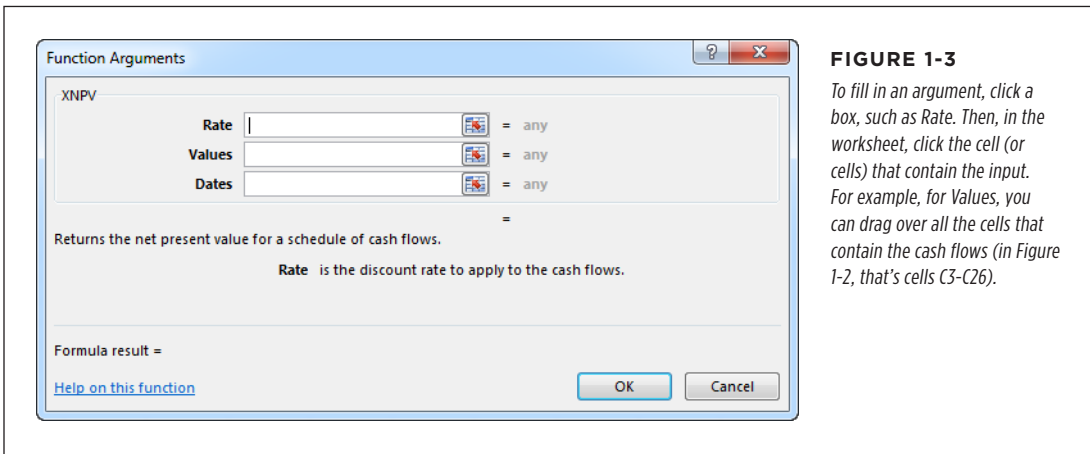 Function Arguments
?
X
XNPV
Rate = any
Values = any
Dates = any
=
Returns the net present value for a schedule of cash flows.
Rate is the discount rate to apply to the cash flows.
Formula result =
Help on this function
OK Cancel
FIGURE 1-3
To fill in an argument, click a
box, such as Rate. Then, in the
worksheet, click the cell (or
cells) that contain the input.
For example, for Values, you
can drag over all the cells that
contain the cash flows (in Figure
1-2, that's cells C3-C26).